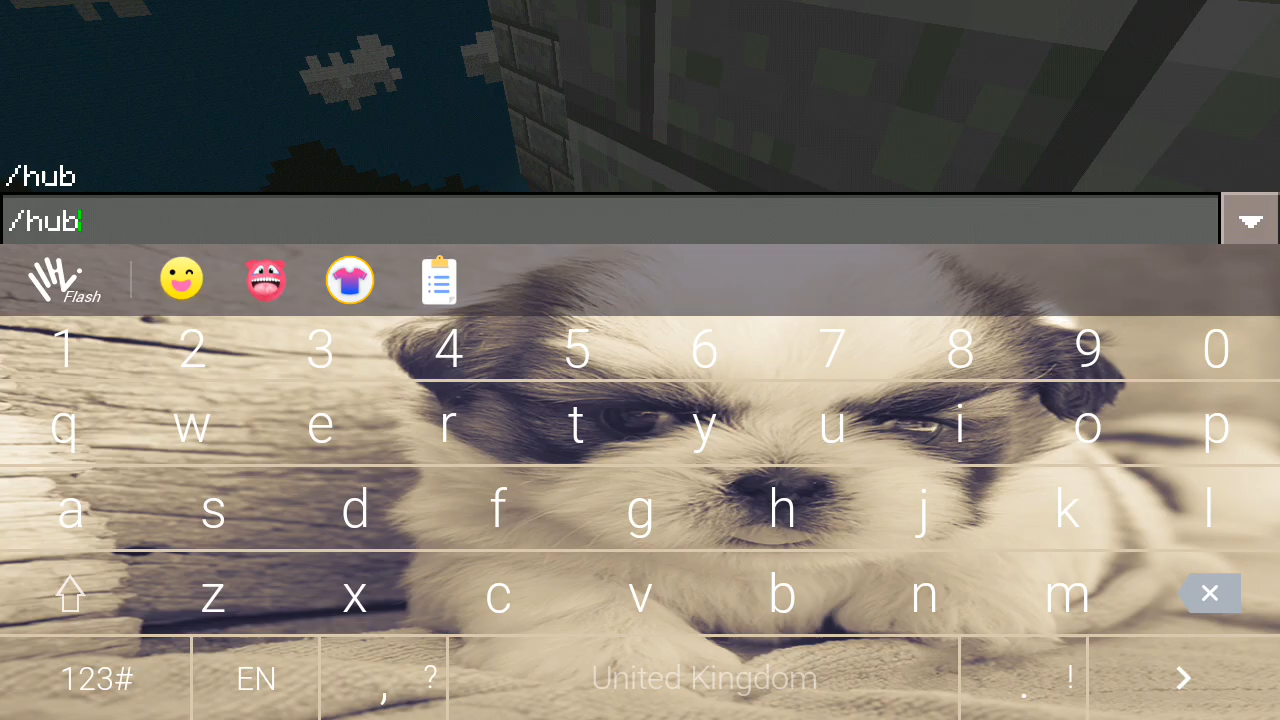 /hub
/hub
Flash
1 2 3 4 5 6 7 8 9 0
q w e r t y u i o p
a s d f g h j k l
z x c v b n m
123# EN , ? United Kingdom . !